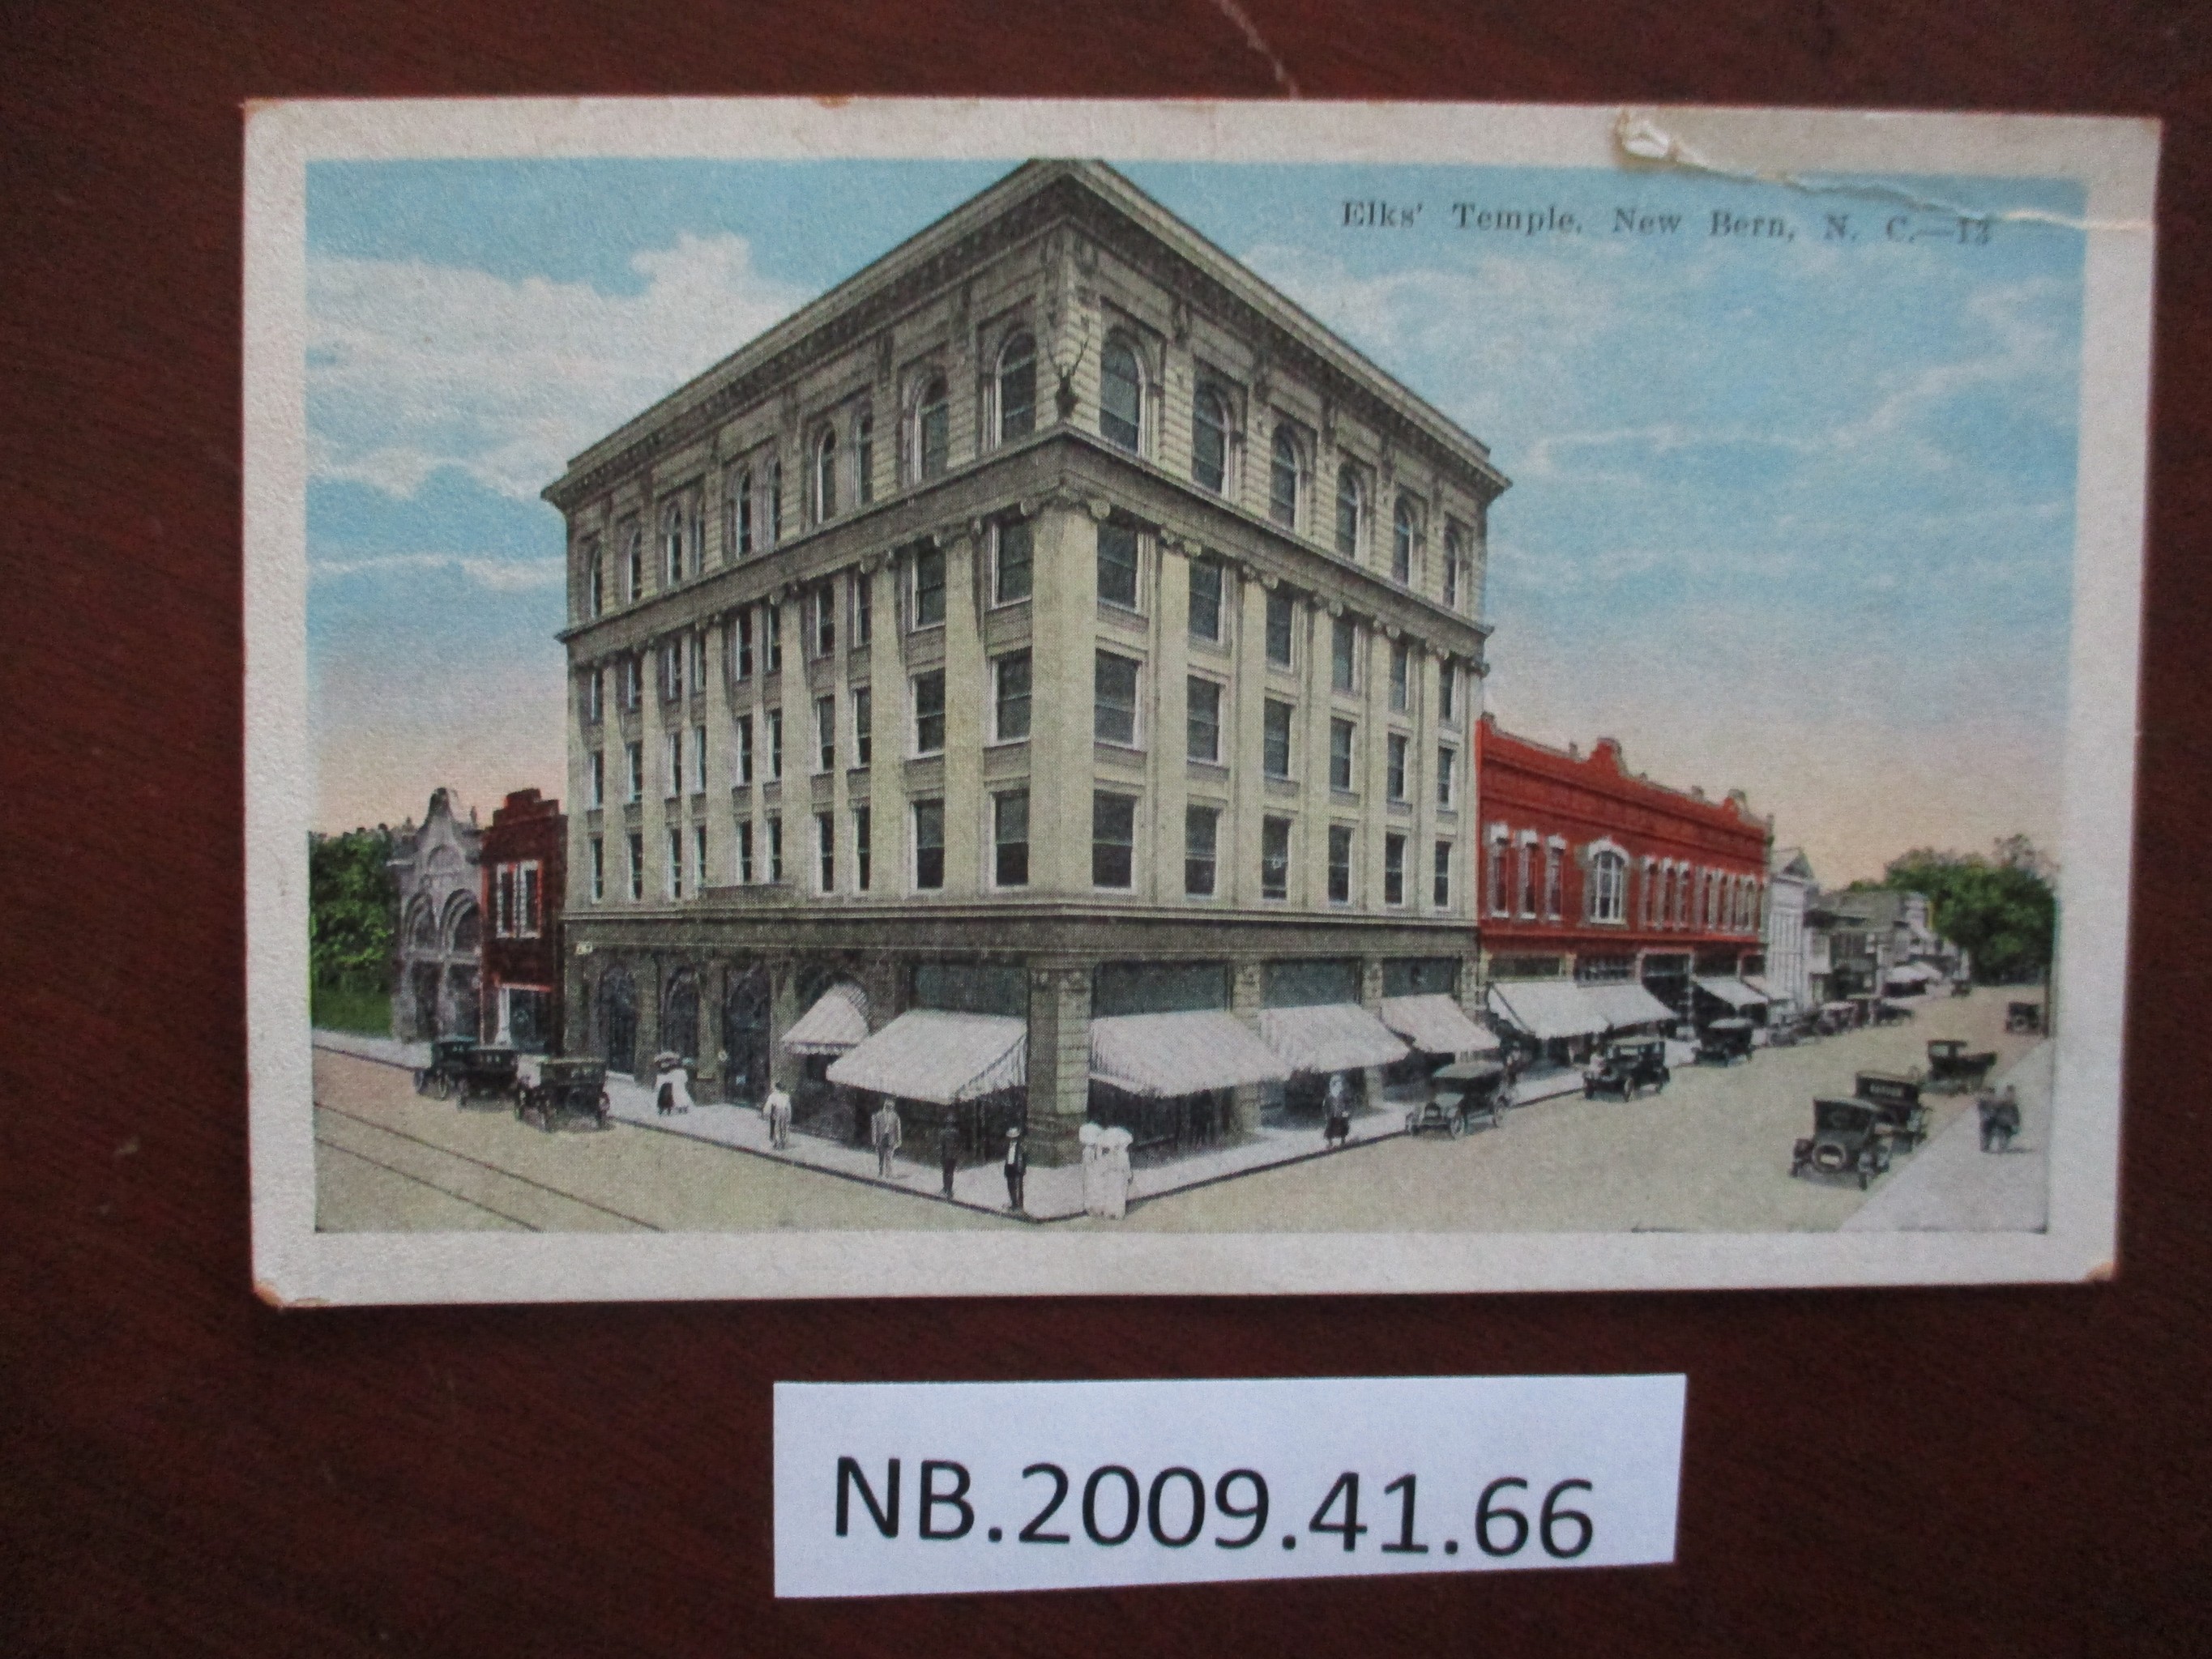 Elks' Temple, New Bern, N. C.—13
NB.2009.41.66